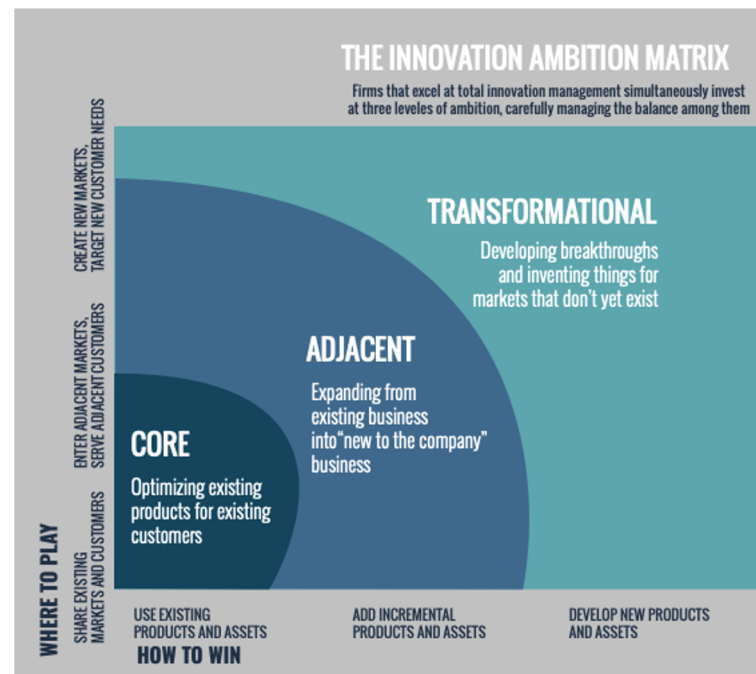 THE INNOVATION AMBITION MATRIX
Firms that excel at total innovation management simultaneously invest
at three leveles of ambition, carefully managing the balance among them
CREATE NEW MARKETS,
TARGET NEW CUSTOMER NEEDS
TRANSFORMATIONAL
Developing breakthroughs
and inventing things for
markets that don't yet exist
ENTER ADJACENT MARKETS,
SERVE ADJACENT CUSTOMERS
ADJACENT
Expanding from
existing business
into“new to the company”
business
CORE
Optimizing existing
products for existing
customers
WHERE TO PLAY
SHARE EXISTING
MARKETS AND CUSTOMERS
USE EXISTING
PRODUCTS AND ASSETS
ADD INCREMENTAL
PRODUCTS AND ASSETS
DEVELOP NEW PRODUCTS
AND ASSETS
HOW TO WIN